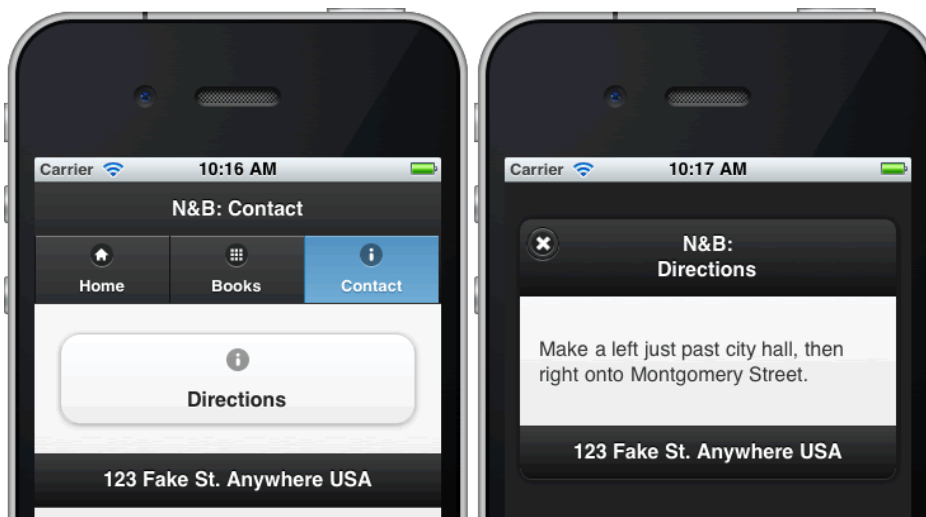 Carrier 10:16 AM
N&B: Contact
Home Books Contact
Directions
123 Fake St. Anywhere USA
Carrier 10:17 AM
N&B:
Directions
Make a left just past city hall, then
right onto Montgomery Street.
123 Fake St. Anywhere USA